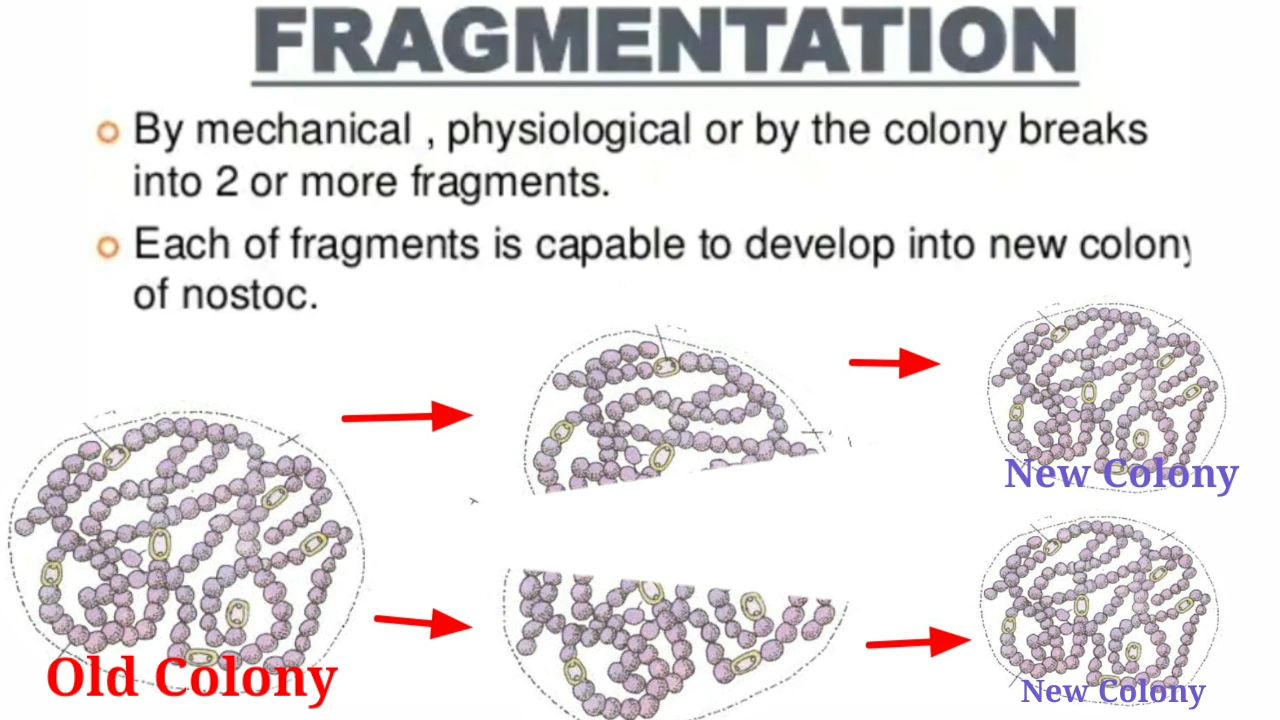 FRAGMENTATION
By mechanical , physiological or by the colony breaks
into 2 or more fragments.
Each of fragments is capable to develop into new colony
of nostoc.
New Colony
Old Colony
New Colony